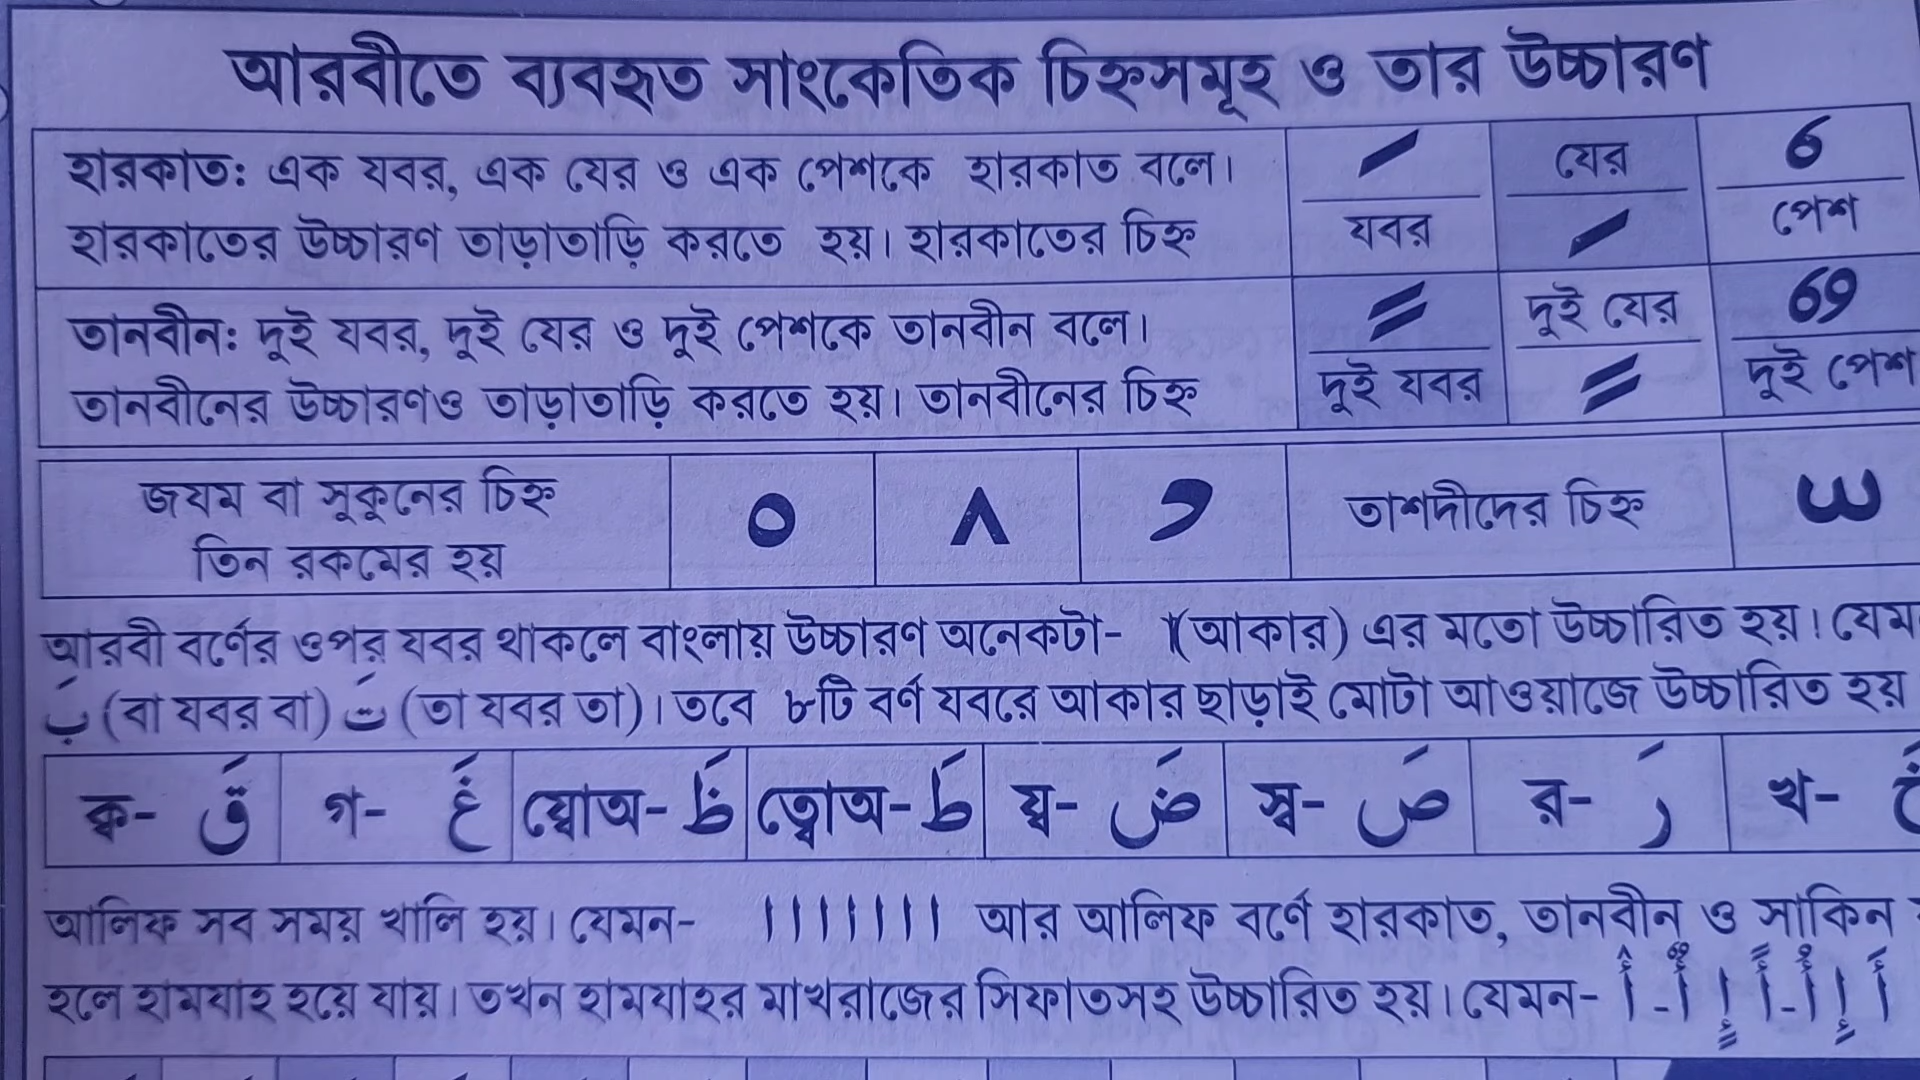 আরবীতে ব্যবহৃত সাংকেতিক চিহ্নসমূহ ও তার উচ্চারণ
হারকাত: এক যবর, এক যের ও এক পেশকে হারকাত বলে।
হারকাতের উচ্চারণ তাড়াতাড়ি করতে হয়। হারকাতের চিহ্ন
যবর
যের
পেশ
তানবীন: দুই যবর, দুই যের ও দুই পেশকে তানবীন বলে।
তানবীনের উচ্চারণও তাড়াতাড়ি করতে হয়। তানবীনের চিহ্ন
দুই যবর
দুই যের
দুই পেশ
জযম বা সুকুনের চিহ্ন
তিন রকমের হয়
তাশদীদের চিহ্ন
আরবী বর্ণের ওপর যবর থাকলে বাংলায় উচ্চারণ অনেকটা- া (আকার) এর মতো উচ্চারিত হয়।
بَ (বা যবর বা) تَ (তা যবর তা)। তবে ৮টি বর্ণ যবরে আকার ছাড়াই মোটা আওয়াজে উচ্চারিত হয়
ক্ব- قَ গ- غَ য্বোঅ- ظَ ত্বোঅ- طَ য্ব- ضَ স্ব- صَ র- رَ খ- خَ
আলিফ সব সময় খালি হয়। যেমন- ا ا ا ا ا ا ا ا আর আলিফ বর্ণে হারকাত, তানবীন ও সাকিন
হলে হামযাহ হয়ে যায়। তখন হামযাহর মাখরাজের সিফাতসহ উচ্চারিত হয়। যেমন-